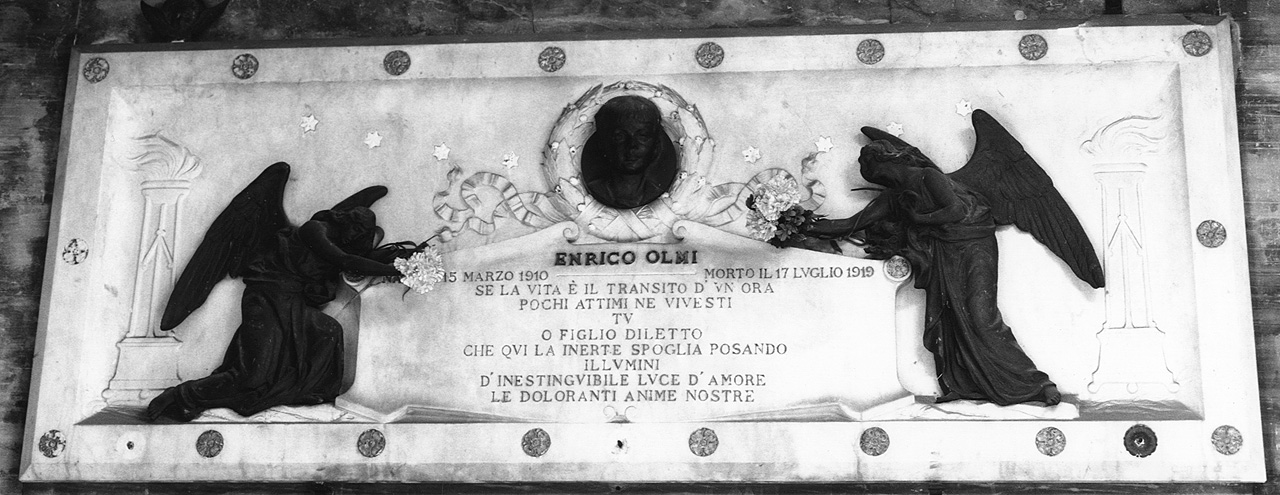 ENRICO OLMI
15 MARZO 1910 MORTO IL 17 LVGLIO 1919
SE LA VITA È IL TRANSITO D' VN ORA
POCHI ATTIMI NE VIVESTI
TV
O FIGLIO DILETTO
CHE QVI LA INERTE SPOGLIA POSANDO
ILLVMINI
D'INESTINGVIBILE LVCE D'AMORE
LE DOLORANTI ANIME NOSTRE